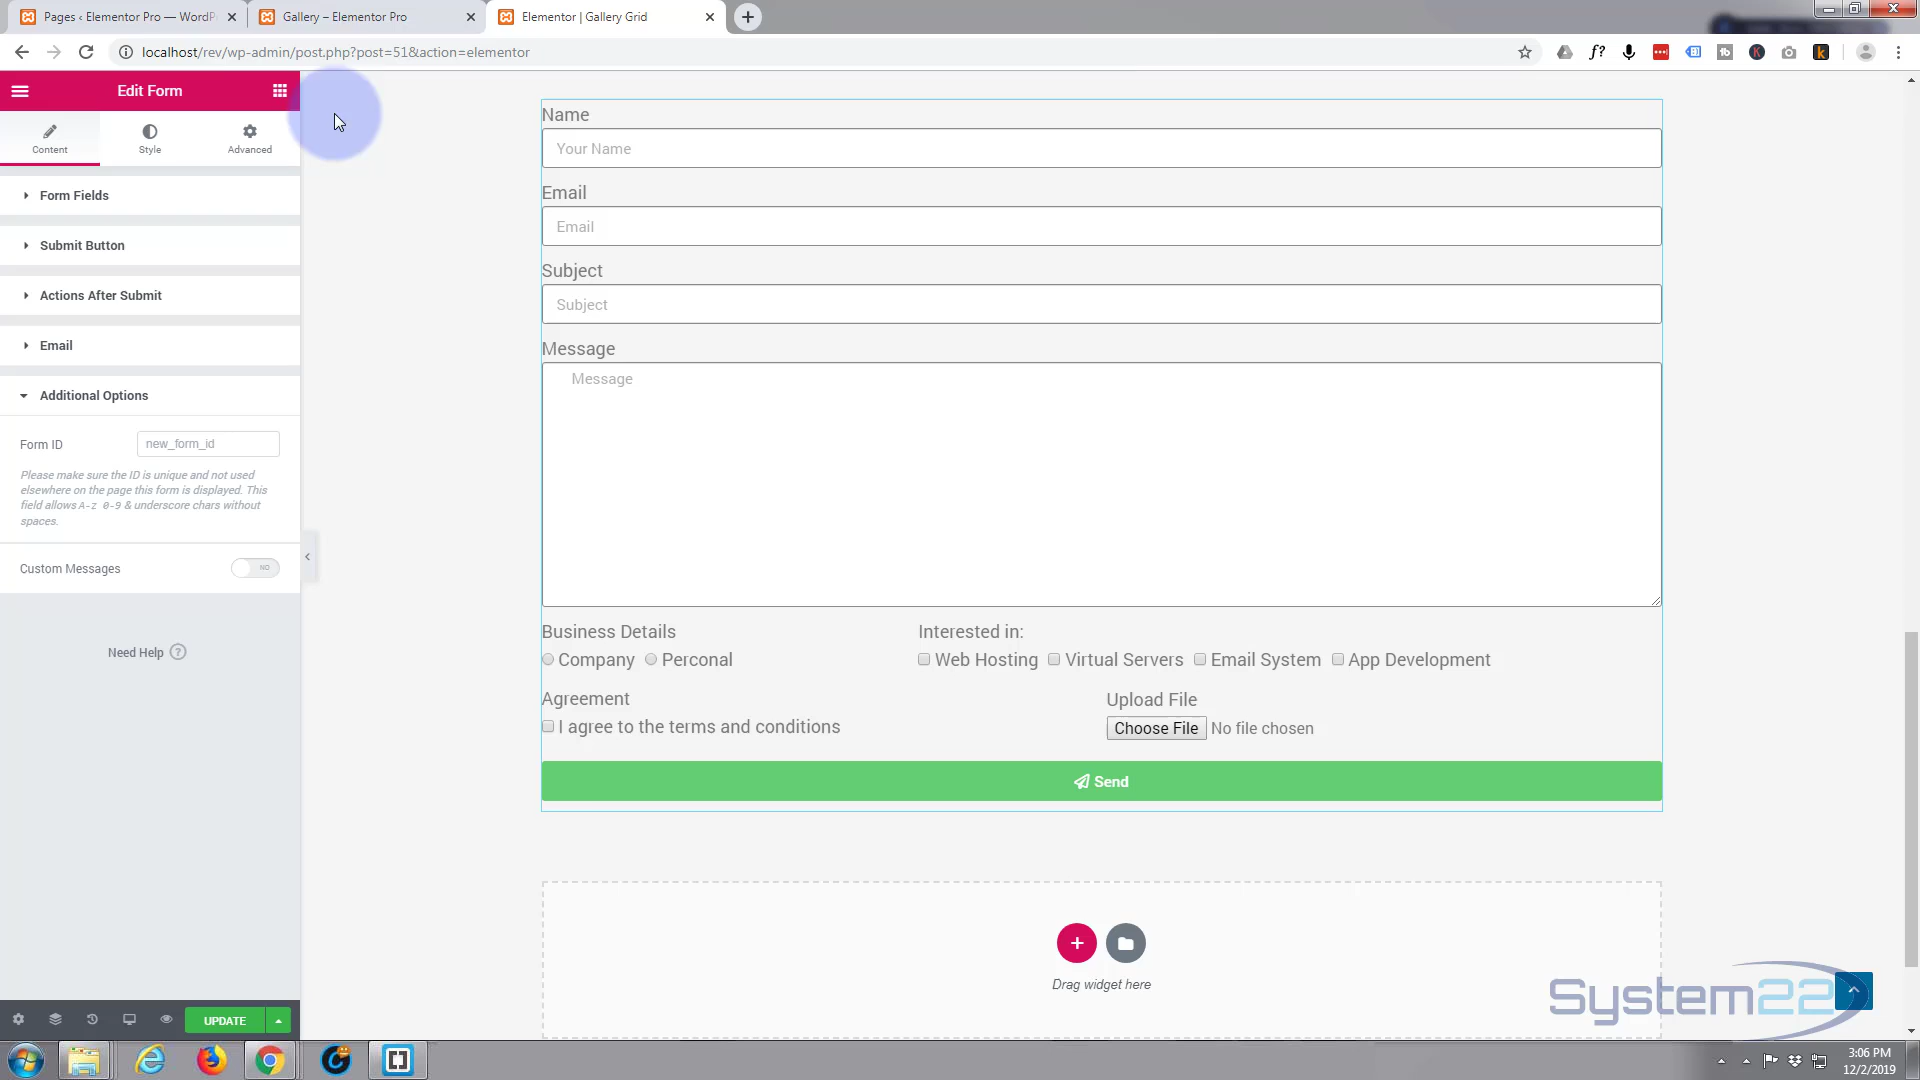 Pages ‹ Elementor Pro — WordP
Gallery – Elementor Pro
Elementor | Gallery Grid
localhost/rev/wp-admin/post.php?post=51&action=elementor
Edit Form
Content
Style
Advanced
Form Fields
Submit Button
Actions After Submit
Email
Additional Options
Form ID
new_form_id
Please make sure the ID is unique and not used
elsewhere on the page this form is displayed. This
field allows A-z 0-9 & underscore chars without
spaces.
Custom Messages
NO
Need Help ?
UPDATE
Name
Your Name
Email
Email
Subject
Subject
Message
Message
Business Details
Company
Perconal
Interested in:
Web Hosting
Virtual Servers
Email System
App Development
Agreement
I agree to the terms and conditions
Upload File
Choose File No file chosen
Send
Drag widget here
System22
3:06 PM
12/2/2019